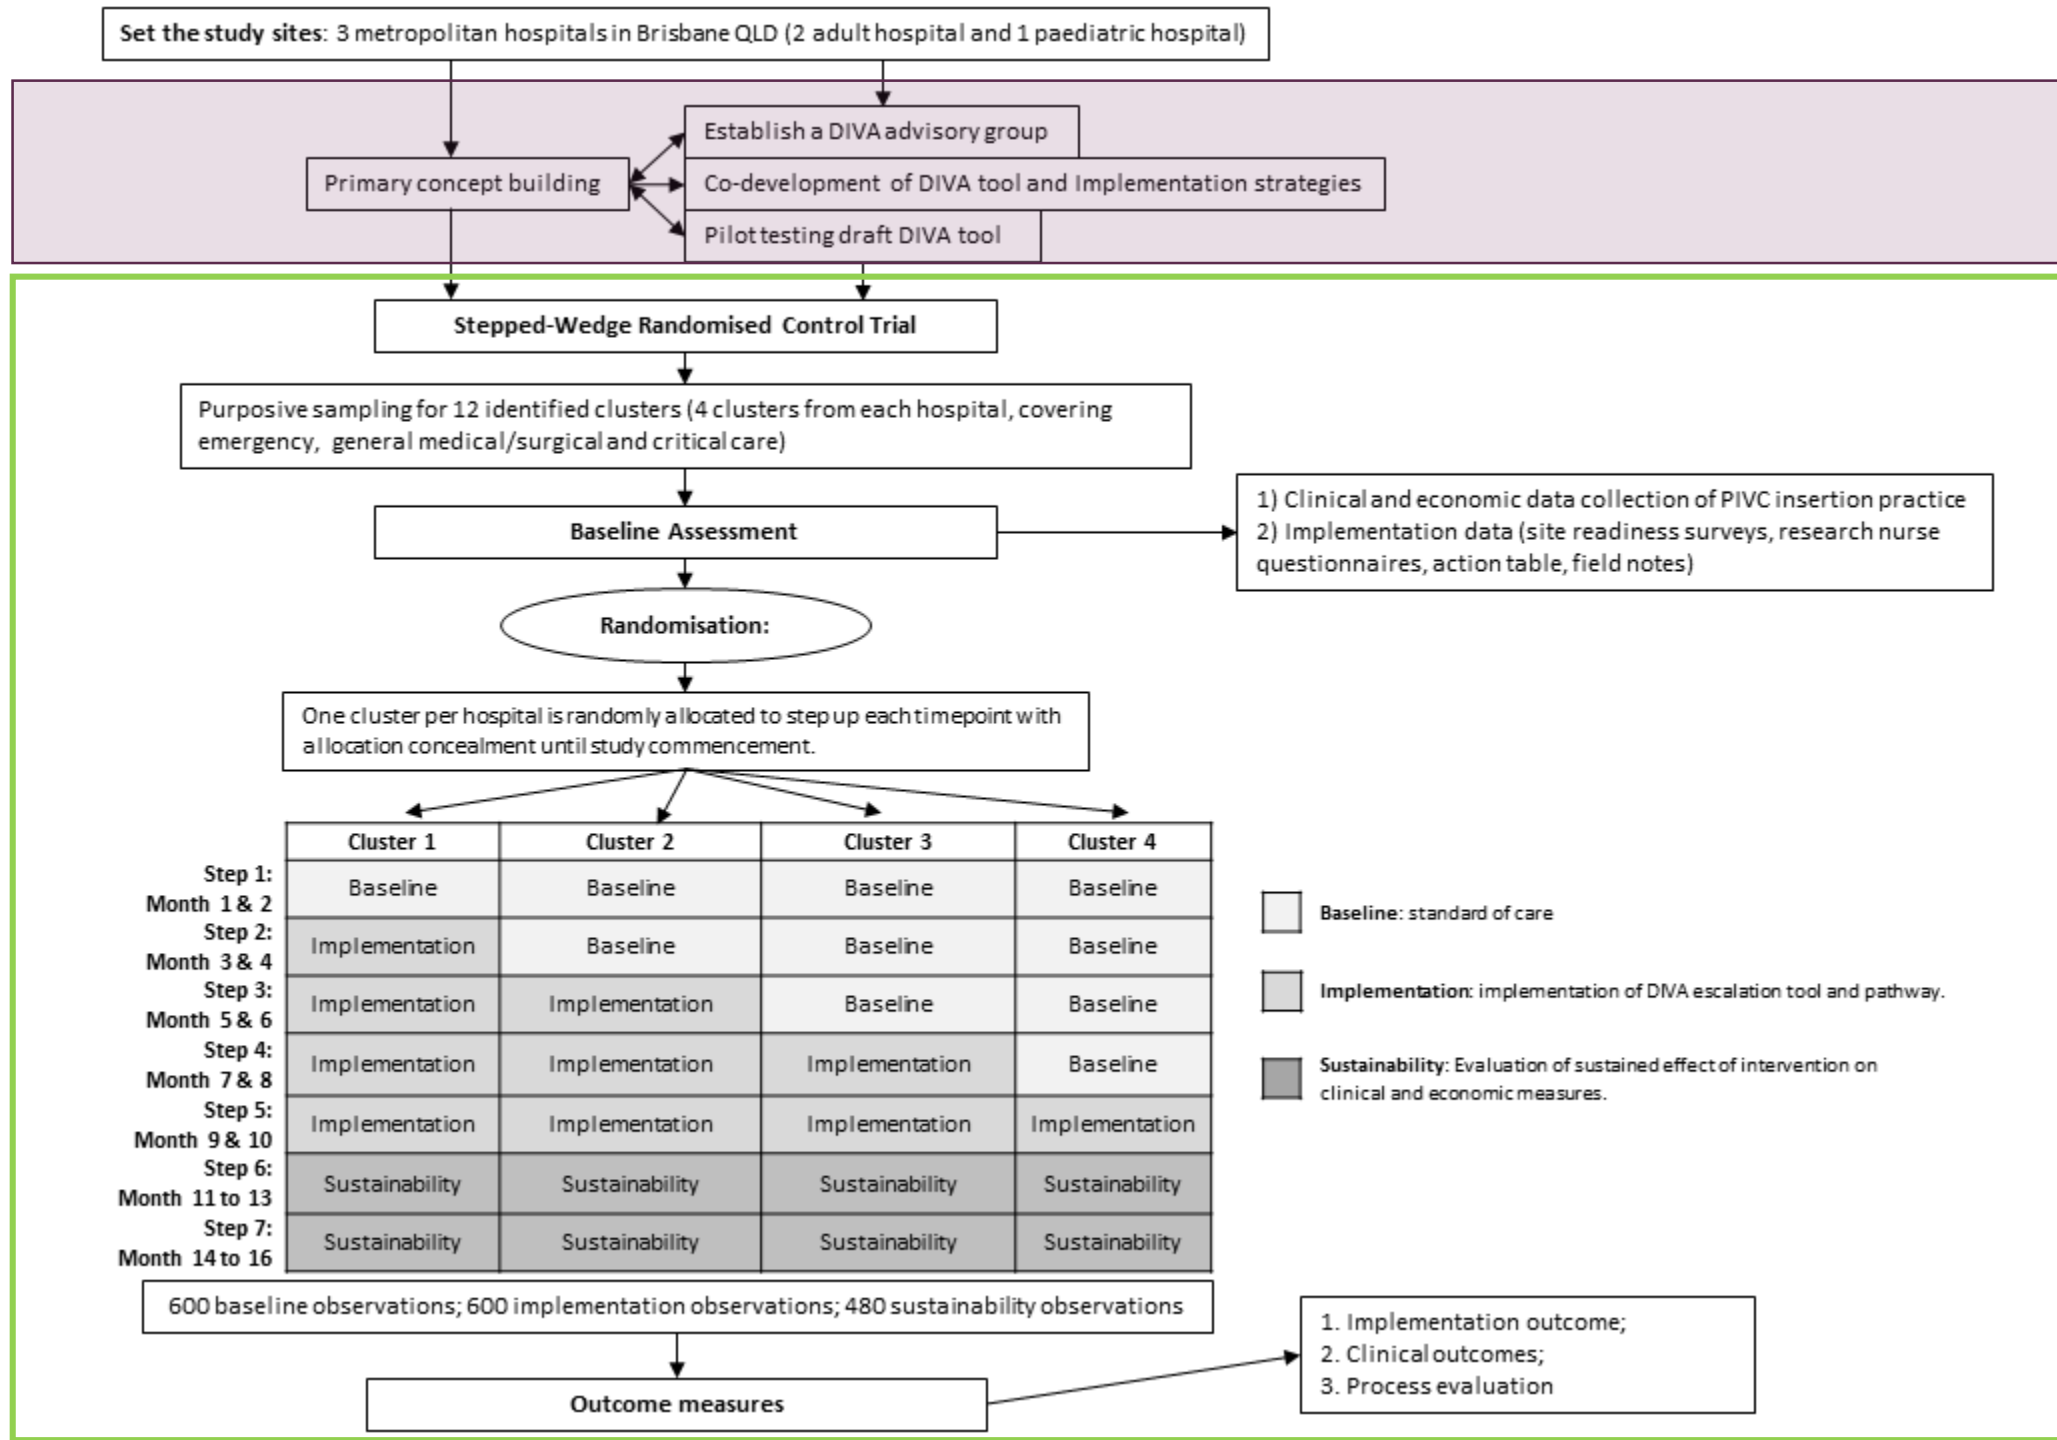 Set the study sites: 3 metropolitan hospitals in Brisbane QLD (2 adult hospital and 1 paediatric hospital)
Establish a DIVA advisory group
Primary concept building
Co-development of DIVA tool and Implementation strategies
Pilot testing draft DIVA tool
Stepped-Wedge Randomised Control Trial
Purposive sampling for 12 identified clusters (4 clusters from each hospital, covering
emergency, general medical/surgical and critical care)
Baseline Assessment
1) Clinical and economic data collection of PIVC insertion practice
2) Implementation data (site readiness surveys, research nurse
questionnaires, action table, field notes)
Randomisation:
One cluster per hospital is randomly allocated to step up each timepoint with
allocation concealment until study commencement.
Cluster 1 Cluster 2 Cluster 3 Cluster 4
Step 1:
Month 1 & 2
Baseline Baseline Baseline Baseline
Step 2:
Month 3 & 4
Implementation Baseline Baseline Baseline
Step 3:
Month 5 & 6
Implementation Implementation Baseline Baseline
Step 4:
Month 7 & 8
Implementation Implementation Implementation Baseline
Step 5:
Month 9 & 10
Implementation Implementation Implementation Implementation
Step 6:
Month 11 to 13
Sustainability Sustainability Sustainability Sustainability
Step 7:
Month 14 to 16
Sustainability Sustainability Sustainability Sustainability
Baseline: standard of care
Implementation: implementation of DIVA escalation tool and pathway.
Sustainability: Evaluation of sustained effect of intervention on
clinical and economic measures.
600 baseline observations; 600 implementation observations; 480 sustainability observations
Outcome measures
1. Implementation outcome;
2. Clinical outcomes;
3. Process evaluation